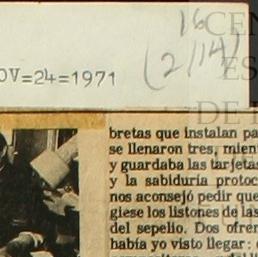 16
(2/14)
OV=24=1971
CEN
ES
DE
bretas que instalan pa
se llenaron tres, mien
y guardaba las tarjetas
y la sabiduría protoc
nos aconsejó pedir que
giese los listones de las
del sepelio. Dos ofren
había yo visto llegar: